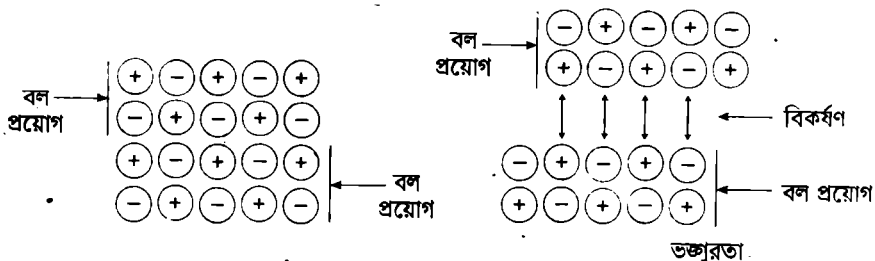 বল
প্রয়োগ
+ − + − +
− + − + −
+ − + − +
− + − + −
বল
প্রয়োগ
বল
প্রয়োগ
− + − + −
+ − + − +
বিকর্ষণ
− + − + −
+ − + − +
বল প্রয়োগ
ভঙ্গুরতা